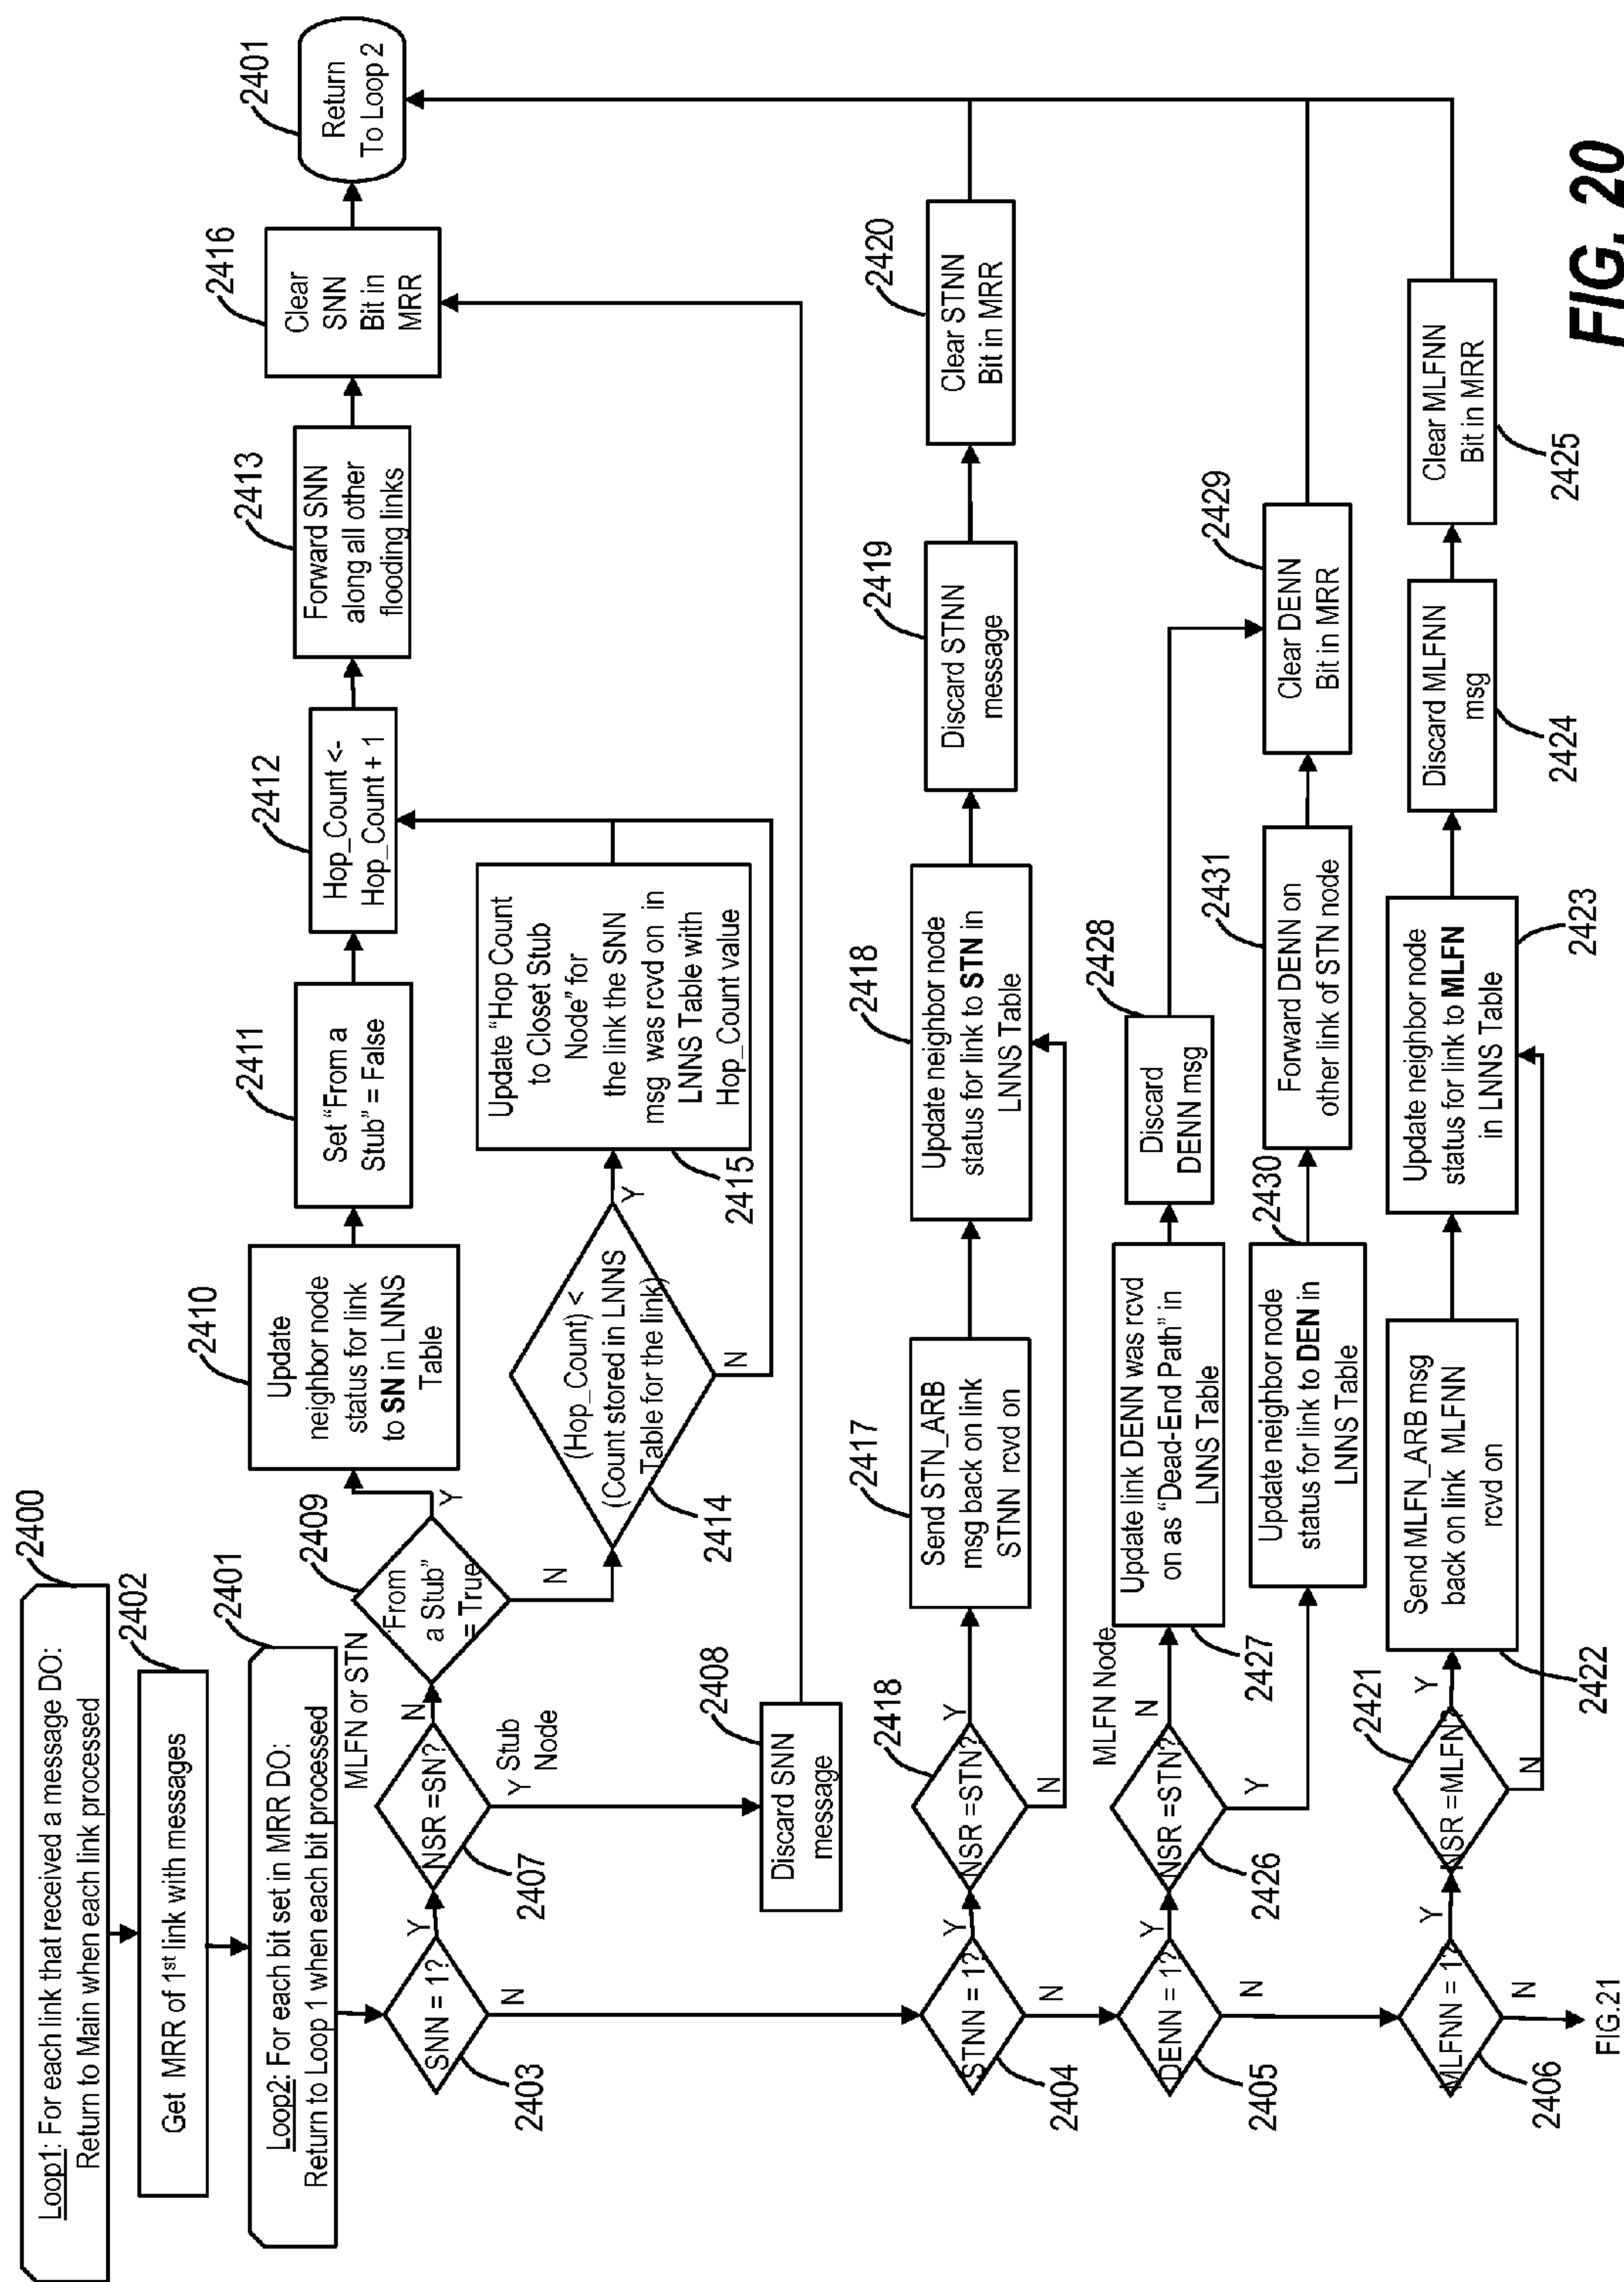 Loop1: For each link that received a message DO:
Return to Main when each link processed
2400
Get MRR of 1st link with messages
2402
Loop2: For each bit set in MRR DO:
Return to Loop 1 when each bit processed
2401
SNN = 1?
2403
Y
N
NSR =SN?
2407
MLFN or STN
N
Y Stub
Node
Discard SNN
message
2408
"From
a Stub"
= True
2409
Y
N
Update
neighbor node
status for link
to SN in LNNS
Table
2410
Set "From a
Stub" = False
2411
Hop_Count <-
Hop_Count + 1
2412
Forward SNN
along all other
flooding links
2413
Clear
SNN
Bit in
MRR
2416
Return
To Loop 2
2401
(Hop_Count) <
(Count stored in LNNS
Table for the link)
2414
Y
N
Update "Hop Count
to Closet Stub
Node" for
the link the SNN
msg was rcvd on in
LNNS Table with
Hop_Count value
2415
STNN = 1?
2404
Y
N
NSR =STN?
2418
Y
N
Send STN_ARB
msg back on link
STNN rcvd on
2417
Update neighbor node
status for link to STN in
LNNS Table
2418
Discard STNN
message
2419
Clear STNN
Bit in MRR
2420
DENN = 1?
2405
Y
N
NSR =STN?
2426
MLFN Node
N
Y
Update link DENN was rcvd
on as "Dead-End Path" in
LNNS Table
2427
Discard
DENN msg
2428
Clear DENN
Bit in MRR
2429
Update neighbor node
status for link to DEN in
LNNS Table
2430
Forward DENN on
other link of STN node
2431
MLFNN = 1?
2406
Y
N
FIG.21
NSR =MLFN?
2421
Y
N
Send MLFN_ARB msg
back on link MLFNN
rcvd on
2422
Update neighbor node
status for link to MLFN
in LNNS Table
2423
Discard MLFNN
msg
2424
Clear MLFNN
Bit in MRR
2425
FIG. 20